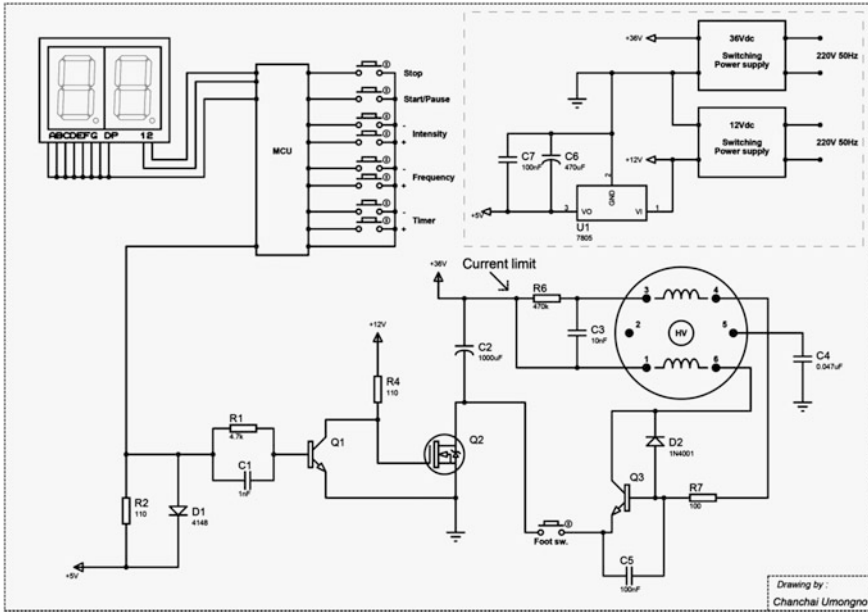 ABCDEFG DP 12
MCU
Stop
Start/Pause
-
Intensity
+
-
Frequency
+
-
Timer
+
+36V
36Vdc
Switching
Power supply
220V 50Hz
12Vdc
Switching
Power supply
220V 50Hz
+12V
C7
100nF
C6
470uF
2
GND
3
VO
VI
1
+5V
U1
7805
+36V
Current limit
R6
470k
C3
10nF
3
4
2
HV
5
1
6
C4
0.047uF
C2
1000uF
+12V
R4
110
R1
4.7k
C1
1nF
Q1
Q2
R2
110
D1
4148
+5V
D2
1N4001
Q3
R7
100
Foot sw.
C5
100nF
Drawing by :
Chanchai Umongno